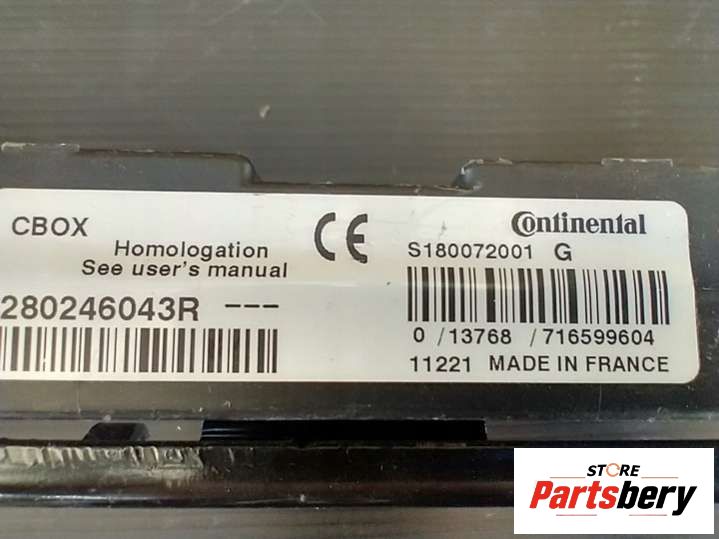 CBOX
Homologation
See user's manual
CE
280246043R ---
Continental
S180072001 G
0 /13768 /716599604
11221 MADE IN FRANCE
STORE
Partsbery